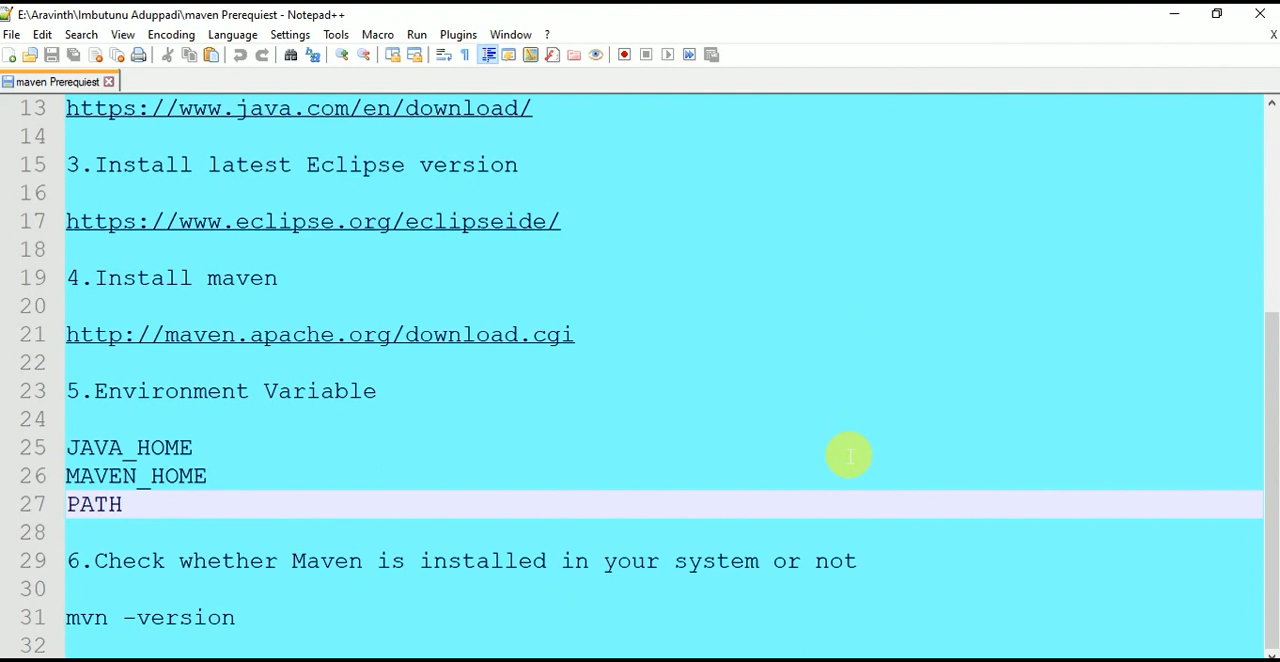 E:\Aravinth\Imbutunu Aduppadi\maven Prerequiest - Notepad++
File Edit Search View Encoding Language Settings Tools Macro Run Plugins Window ? X
maven Prerequiest
13 https://www.java.com/en/download/
14
15 3.Install latest Eclipse version
16
17 https://www.eclipse.org/eclipseide/
18
19 4.Install maven
20
21 http://maven.apache.org/download.cgi
22
23 5.Environment Variable
24
25 JAVA_HOME
26 MAVEN_HOME
27 PATH
28
29 6.Check whether Maven is installed in your system or not
30
31 mvn -version
32